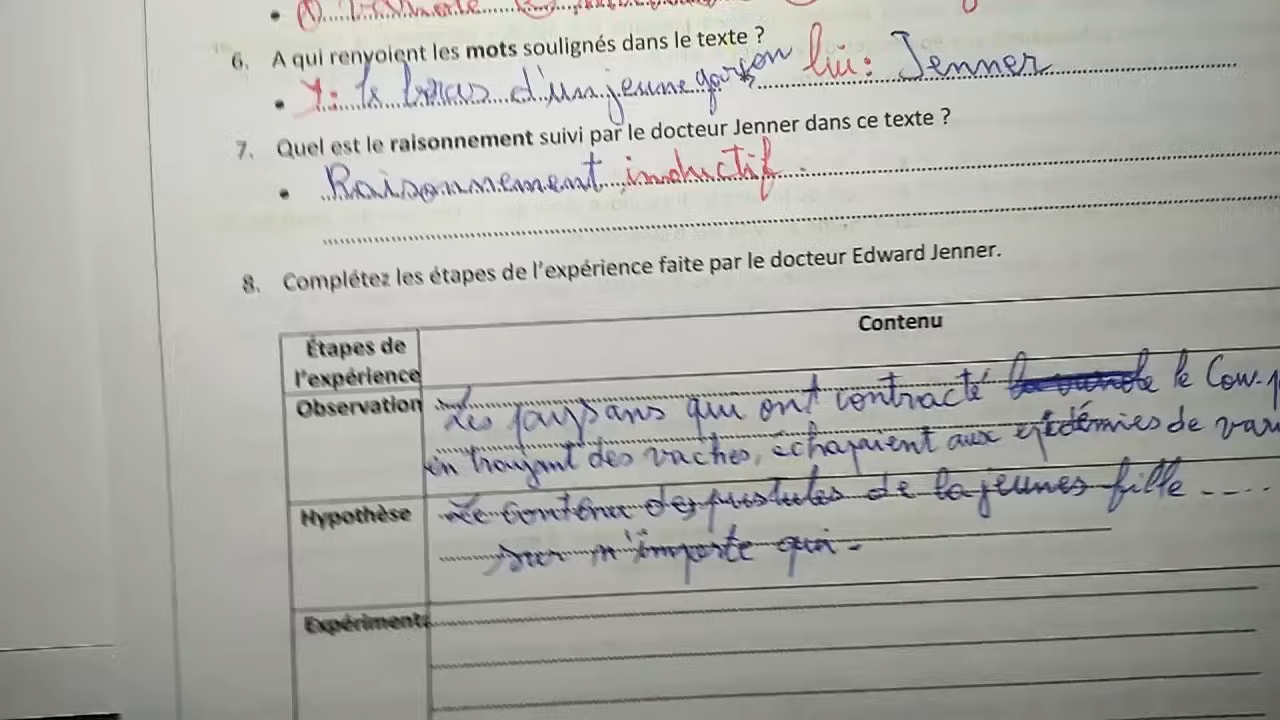 6. A qui renvoient les mots soulignés dans le texte ?
• Y: le bras d'un jeune garçon lui: Jenner
7. Quel est le raisonnement suivi par le docteur Jenner dans ce texte ?
• Raisonnement inductif.
8. Complétez les étapes de l'expérience faite par le docteur Edward Jenner.
Étapes de l'expérience Contenu
Observation Les paysans qui ont contracté le Cow-
en trayant des vaches, échapaient aux epidémies de
Hypothèse Le contenu des pustules de la jeunes fille ....
sur n'importe qui.
Expériment